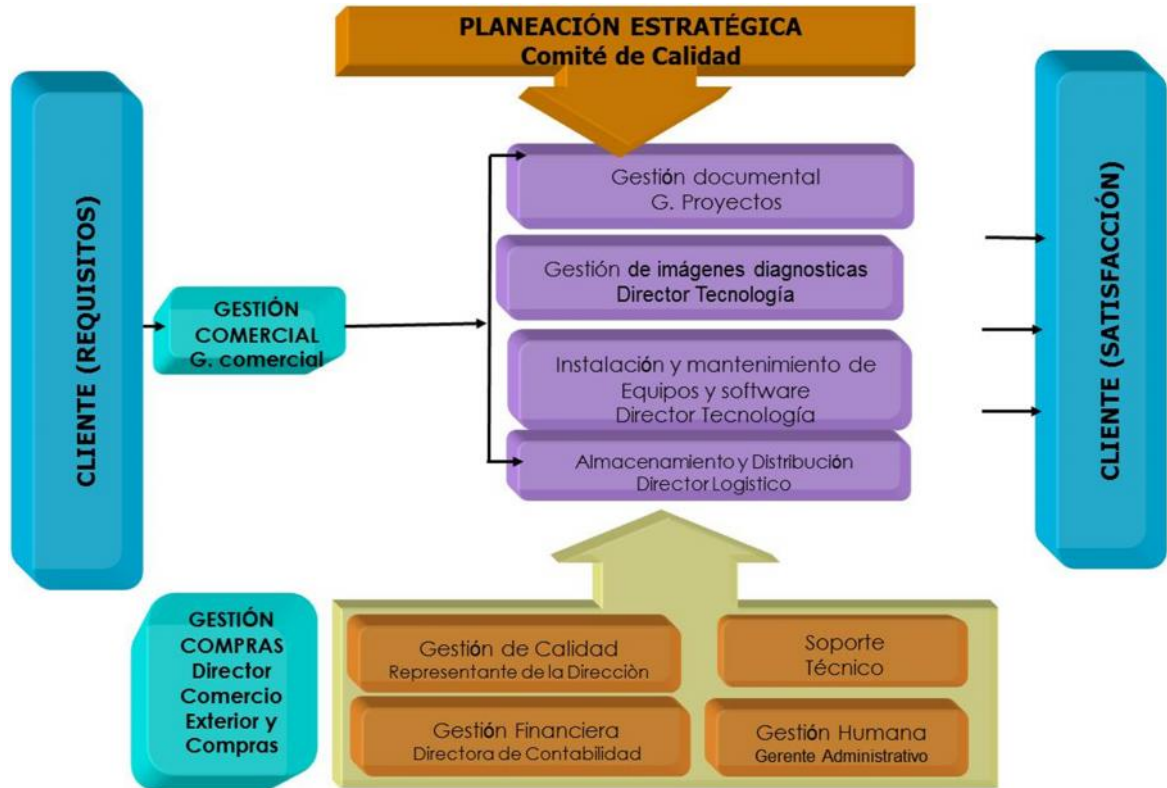 PLANEACIÓN ESTRATÉGICA
Comité de Calidad
CLIENTE (REQUISITOS)
GESTIÓN
COMERCIAL
G. comercial
Gestión documental
G. Proyectos
Gestión de imágenes diagnosticas
Director Tecnología
Instalación y mantenimiento de
Equipos y software
Director Tecnología
Almacenamiento y Distribución
Director Logistico
CLIENTE (SATISFACCIÓN)
GESTIÓN
COMPRAS
Director
Comercio
Exterior y
Compras
Gestión de Calidad
Representante de la Direcciòn
Soporte
Técnico
Gestión Financiera
Directora de Contabilidad
Gestión Humana
Gerente Administrativo